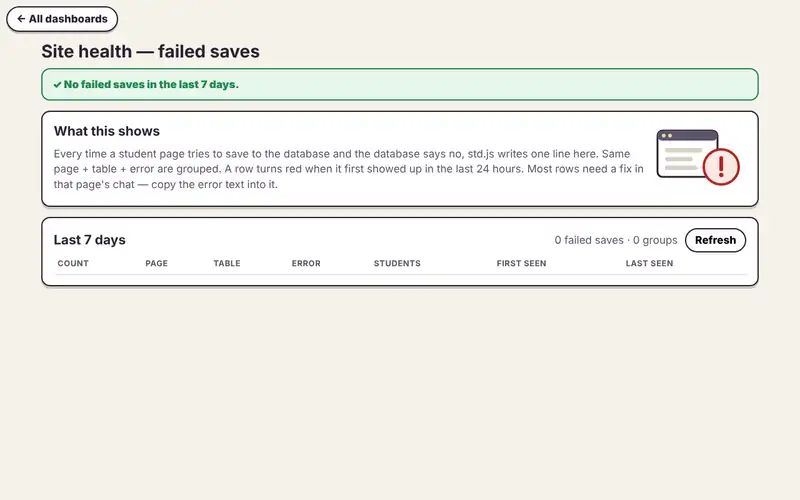 ← All dashboards
Site health — failed saves
✓ No failed saves in the last 7 days.
What this shows
Every time a student page tries to save to the database and the database says no, std.js writes one line here. Same
page + table + error are grouped. A row turns red when it first showed up in the last 24 hours. Most rows need a fix in
that page's chat — copy the error text into it.
Last 7 days
0 failed saves · 0 groups
Refresh
COUNT PAGE TABLE ERROR STUDENTS FIRST SEEN LAST SEEN